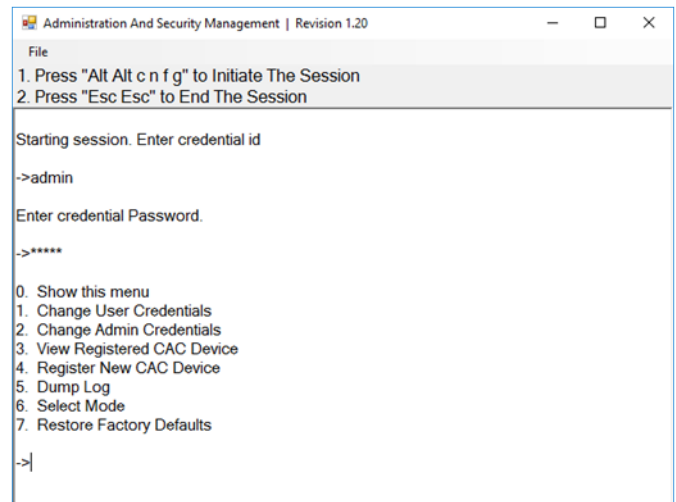 Administration And Security Management | Revision 1.20
File
1. Press "Alt Alt c n f g" to Initiate The Session
2. Press "Esc Esc" to End The Session
Starting session. Enter credential id
->admin
Enter credential Password.
->*****
0. Show this menu
1. Change User Credentials
2. Change Admin Credentials
3. View Registered CAC Device
4. Register New CAC Device
5. Dump Log
6. Select Mode
7. Restore Factory Defaults
->